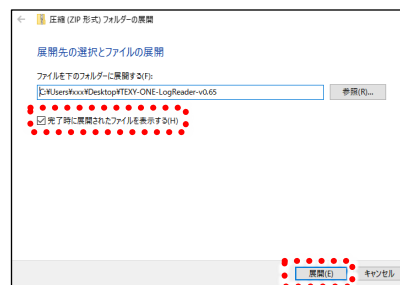 圧縮 (ZIP 形式) フォルダーの展開
展開先の選択とファイルの展開
ファイルを下のフォルダーに展開する(F):
C:¥Users¥xxx¥Desktop¥TEXY-ONE-LogReader-v0.65
参照(R)...
完了時に展開されたファイルを表示する(H)
展開(E)
キャンセル